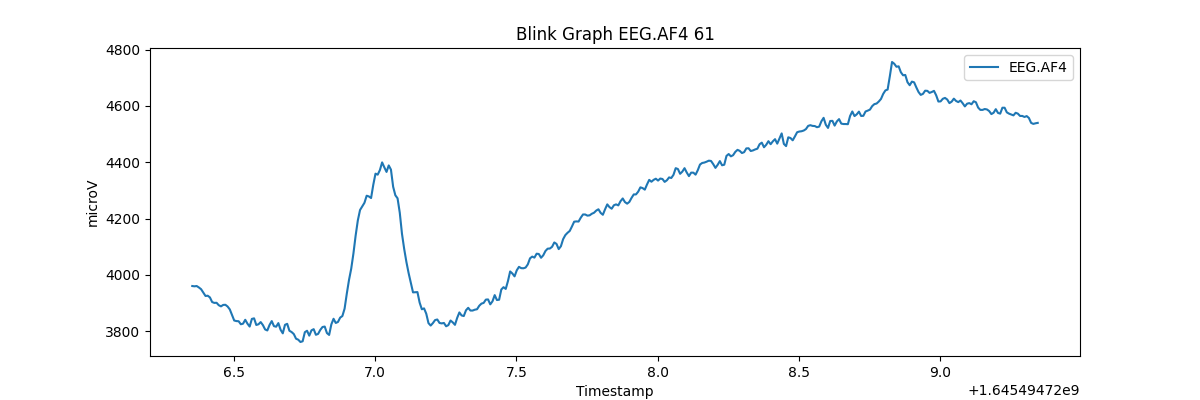 Blink Graph EEG.AF4 61
EEG.AF4
microV
4800
4600
4400
4200
4000
3800
6.5 7.0 7.5 8.0 8.5 9.0
Timestamp
+1.64549472e9